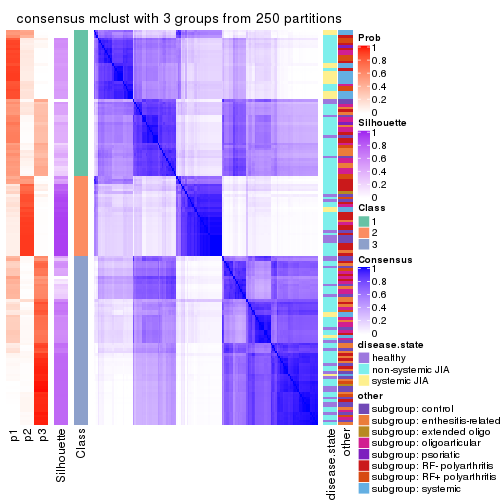 consensus mclust with 3 groups from 250 partitions
Prob
1
0.8
0.6
0.4
0.2
0
Silhouette
1
0.8
0.6
0.4
0.2
0
Class
1
2
3
Consensus
1
0.8
0.6
0.4
0.2
0
disease.state
healthy
non-systemic JIA
systemic JIA
other
subgroup: control
subgroup: enthesitis-related
subgroup: extended oligo
subgroup: oligoarticular
subgroup: psoriatic
subgroup: RF- polyarthritis
subgroup: RF+ polyarthritis
subgroup: systemic
p1
p2
p3
Silhouette
Class
disease.state
other